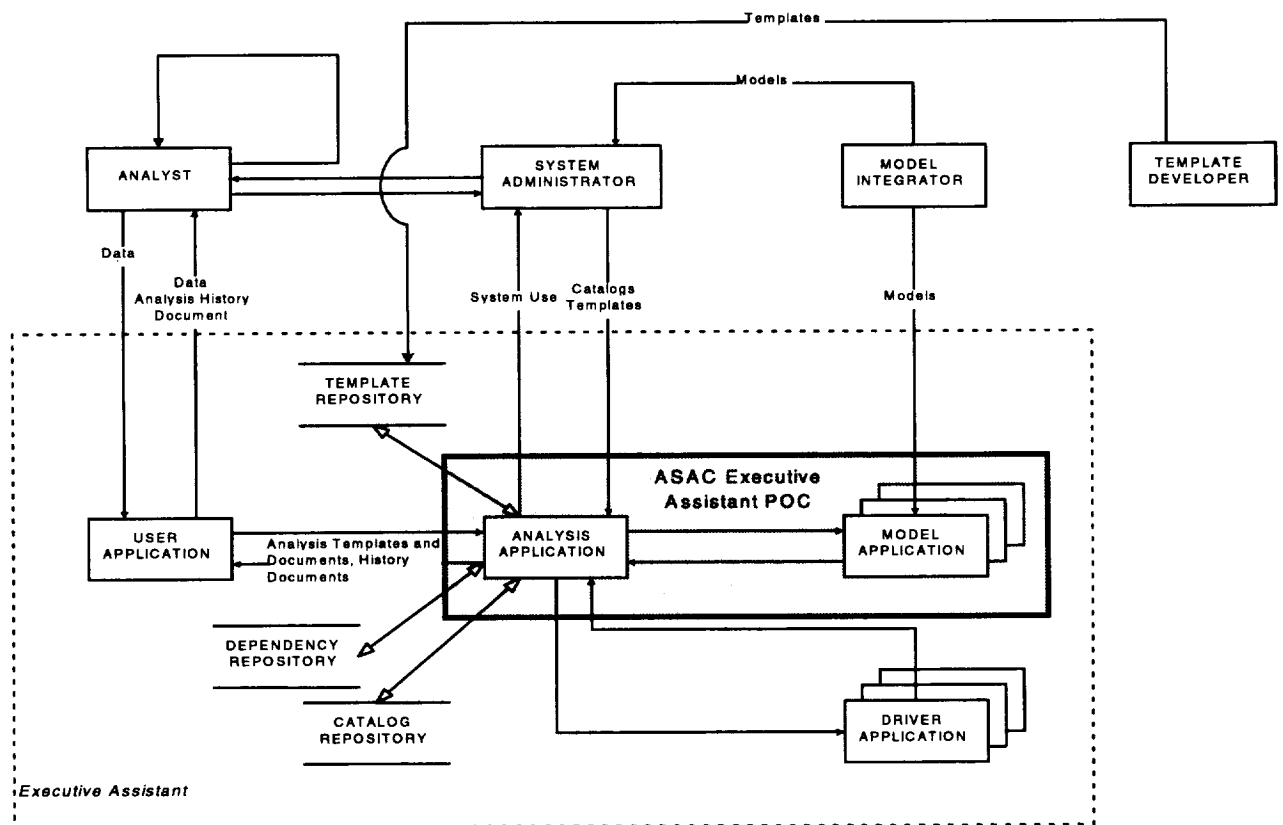 Templates
Models
ANALYST
SYSTEM
ADMINISTRATOR
MODEL
INTEGRATOR
TEMPLATE
DEVELOPER
Data
Data
Analysis History
Document
System Use
Catalogs
Templates
Models
TEMPLATE
REPOSITORY
ASAC Executive
Assistant POC
USER
APPLICATION
Analysis Templates and
Documents, History
Documents
ANALYSIS
APPLICATION
MODEL
APPLICATION
DEPENDENCY
REPOSITORY
CATALOG
REPOSITORY
DRIVER
APPLICATION
Executive Assistant